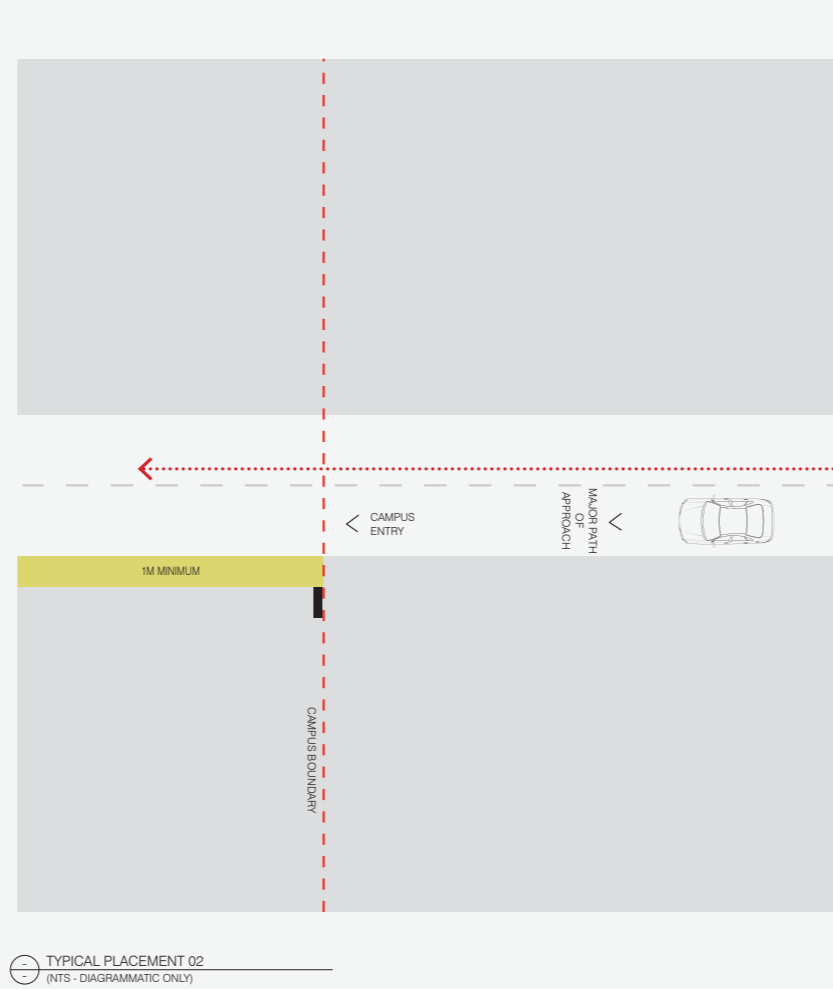 CAMPUS
ENTRY
MAJOR PATH
OF
APPROACH
1M MINIMUM
CAMPUS BOUNDARY
TYPICAL PLACEMENT 02
(NTS - DIAGRAMMATIC ONLY)